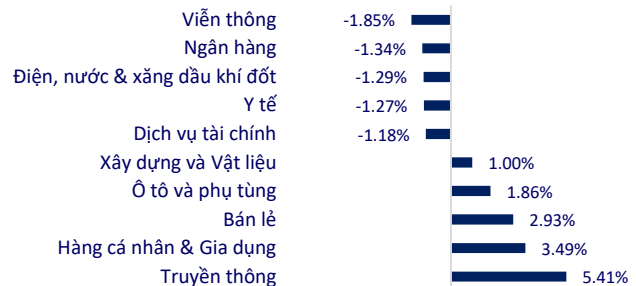 Viễn thông -1.85%
Ngân hàng -1.34%
Điện, nước & xăng dầu khí đốt -1.29%
Y tế -1.27%
Dịch vụ tài chính -1.18%
Xây dựng và Vật liệu 1.00%
Ô tô và phụ tùng 1.86%
Bán lẻ 2.93%
Hàng cá nhân & Gia dụng 3.49%
Truyền thông 5.41%